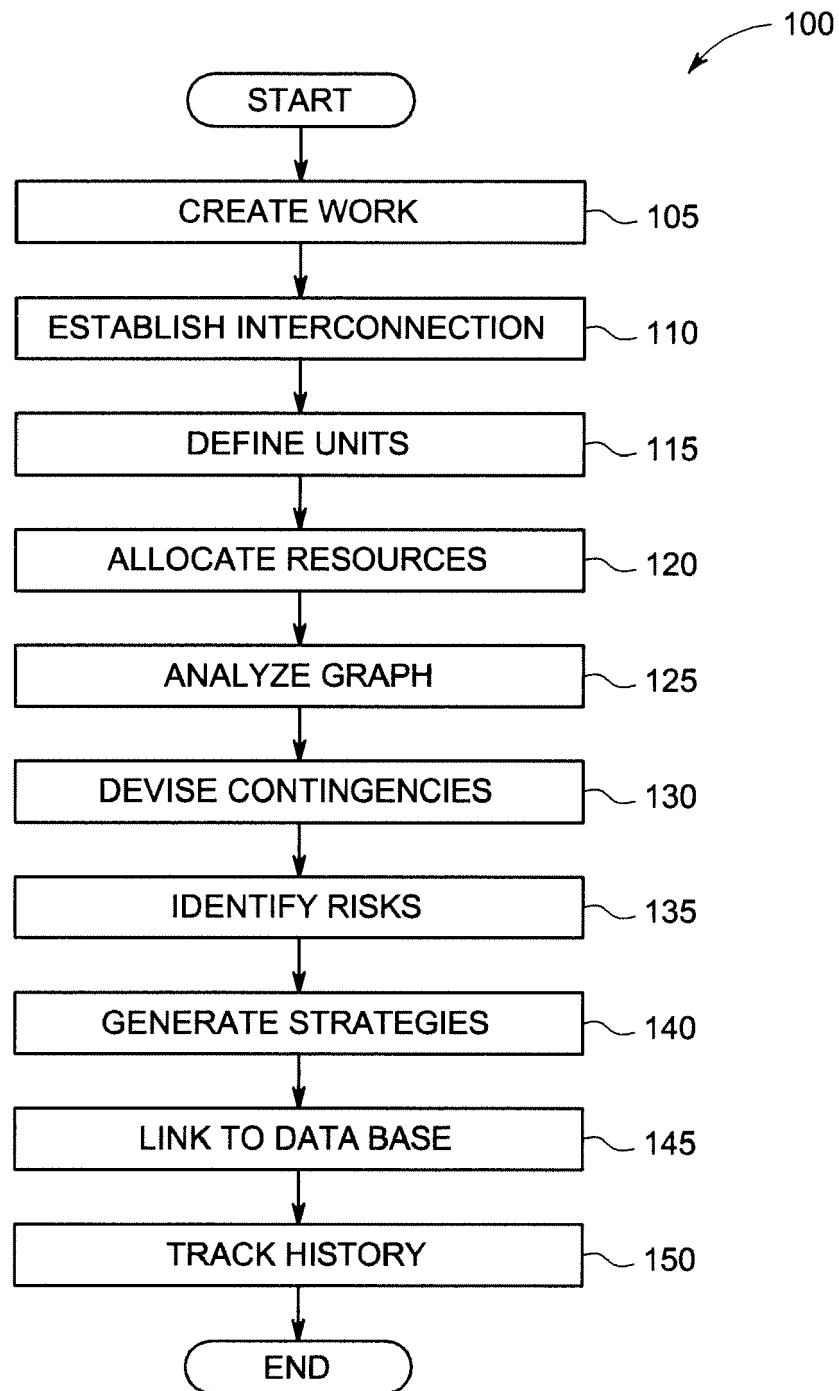 100
START
CREATE WORK 105
ESTABLISH INTERCONNECTION 110
DEFINE UNITS 115
ALLOCATE RESOURCES 120
ANALYZE GRAPH 125
DEVISE CONTINGENCIES 130
IDENTIFY RISKS 135
GENERATE STRATEGIES 140
LINK TO DATA BASE 145
TRACK HISTORY 150
END